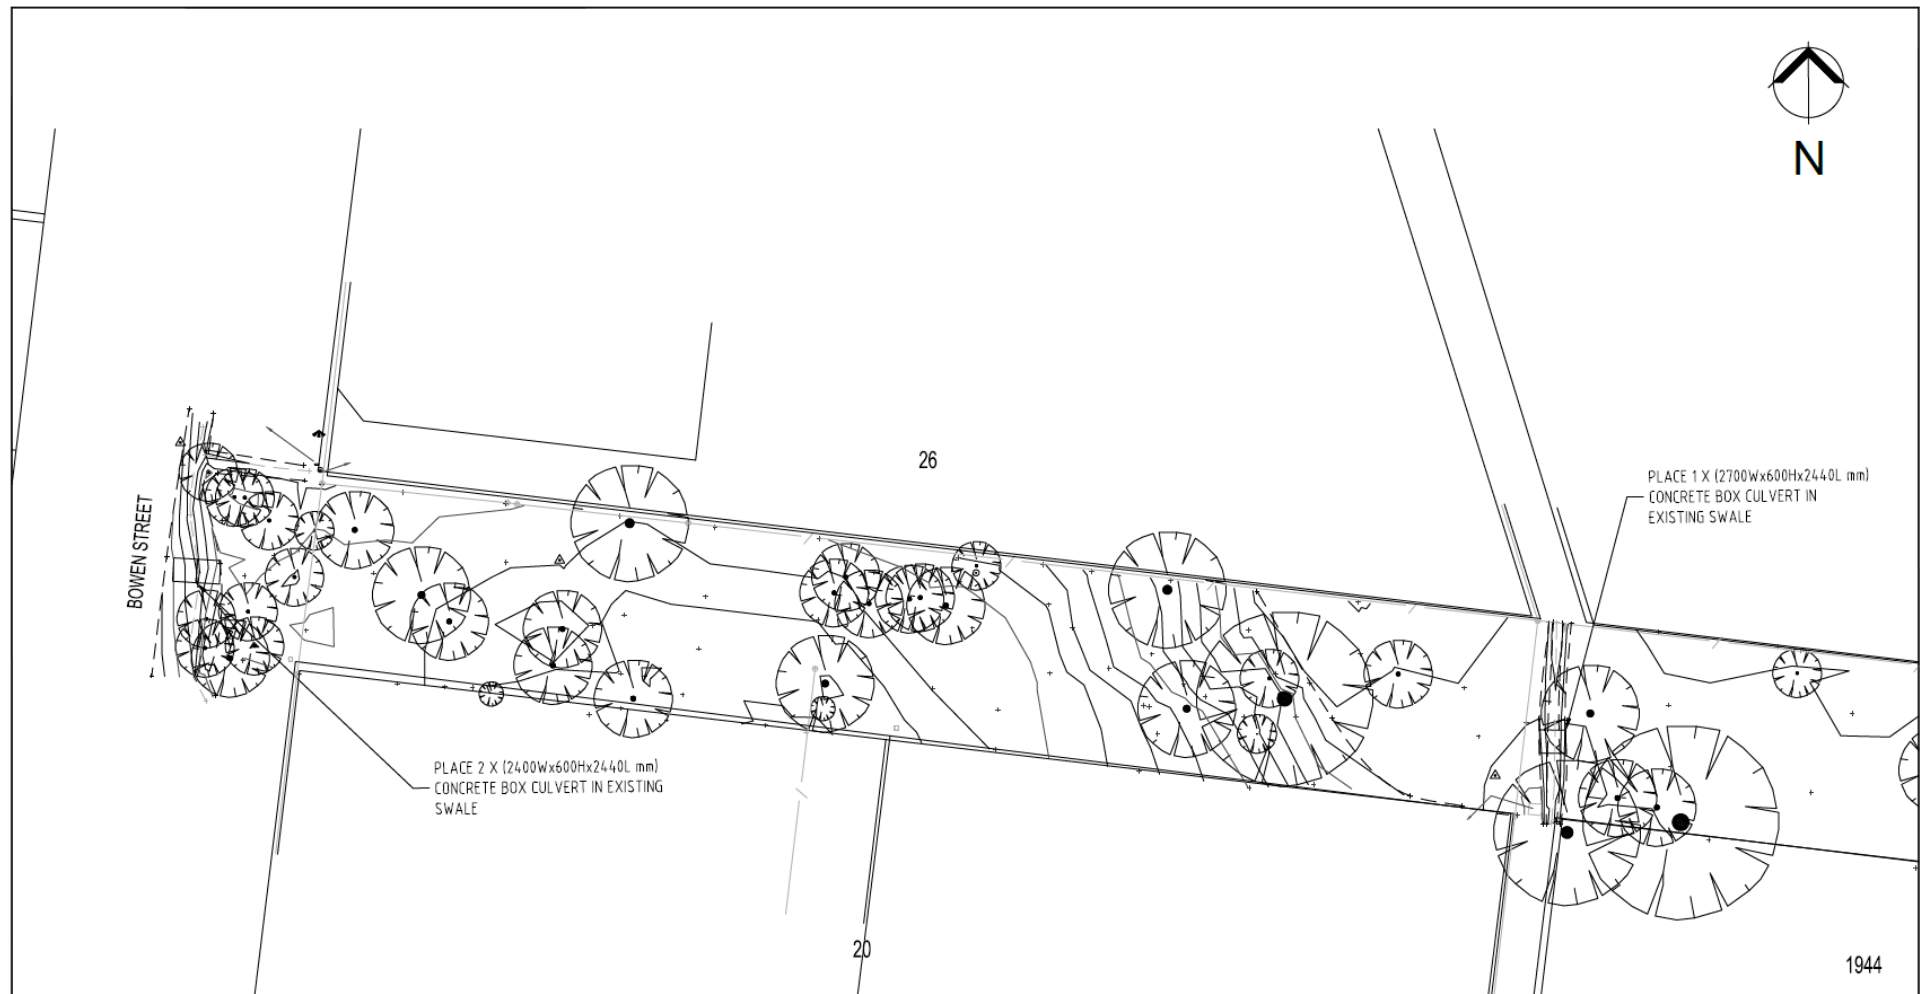 N
26
PLACE 1 X (2700Wx600Hx2440L mm)
CONCRETE BOX CULVERT IN
EXISTING SWALE
BOWEN STREET
PLACE 2 X (2400Wx600Hx2440L mm)
CONCRETE BOX CULVERT IN EXISTING
SWALE
20
1944